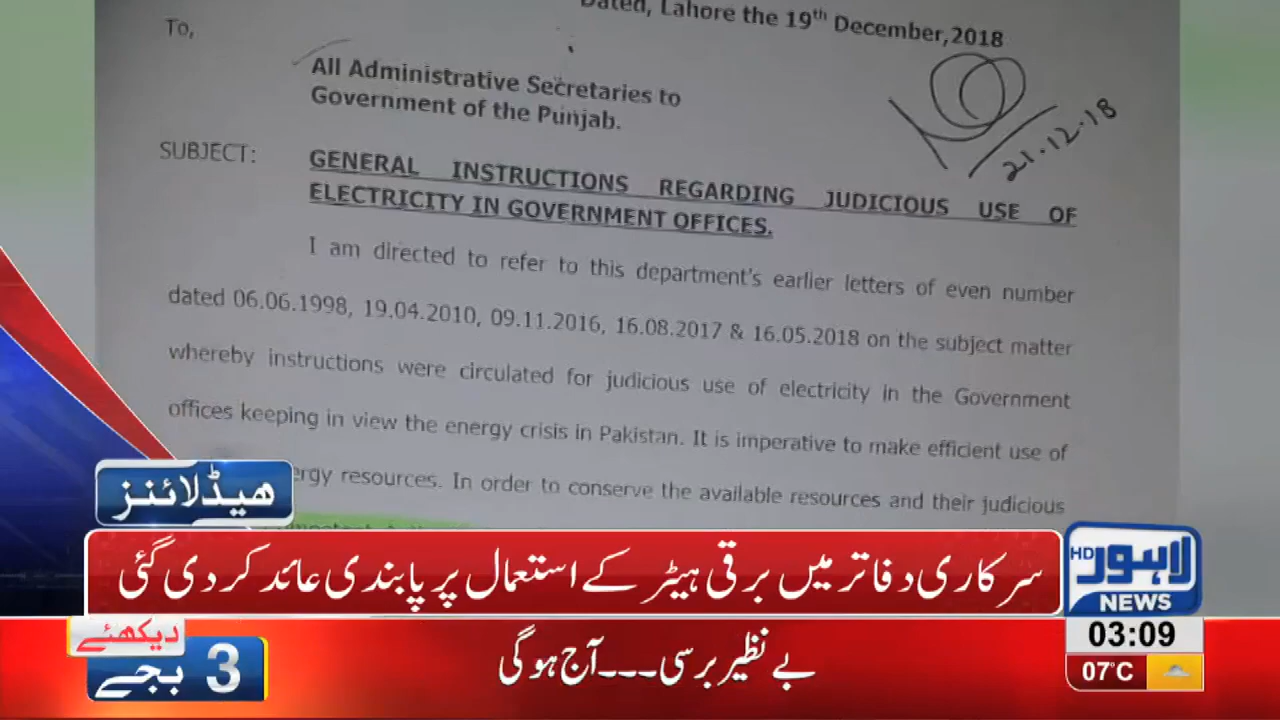 Dated, Lahore the 19th December,2018
To,
All Administrative Secretaries to
Government of the Punjab.
21.12.18
SUBJECT: GENERAL INSTRUCTIONS REGARDING JUDICIOUS USE OF
ELECTRICITY IN GOVERNMENT OFFICES.
I am directed to refer to this department's earlier letters of even number
dated 06.06.1998, 19.04.2010, 09.11.2016, 16.08.2017 & 16.05.2018 on the subject matter
whereby instructions were circulated for judicious use of electricity in the Government
offices keeping in view the energy crisis in Pakistan. It is imperative to make efficient use of
resources. In order to conserve the available resources and their judicious
ہیڈلائنز
سرکاری دفاتر میں برقی ہیٹر کے استعمال پر پابندی عائد کر دی گئی
HD لاہور
NEWS
03:09
07°C
دیکھئے
3 بجے
بے نظیر برسی۔۔۔آج ہوگی